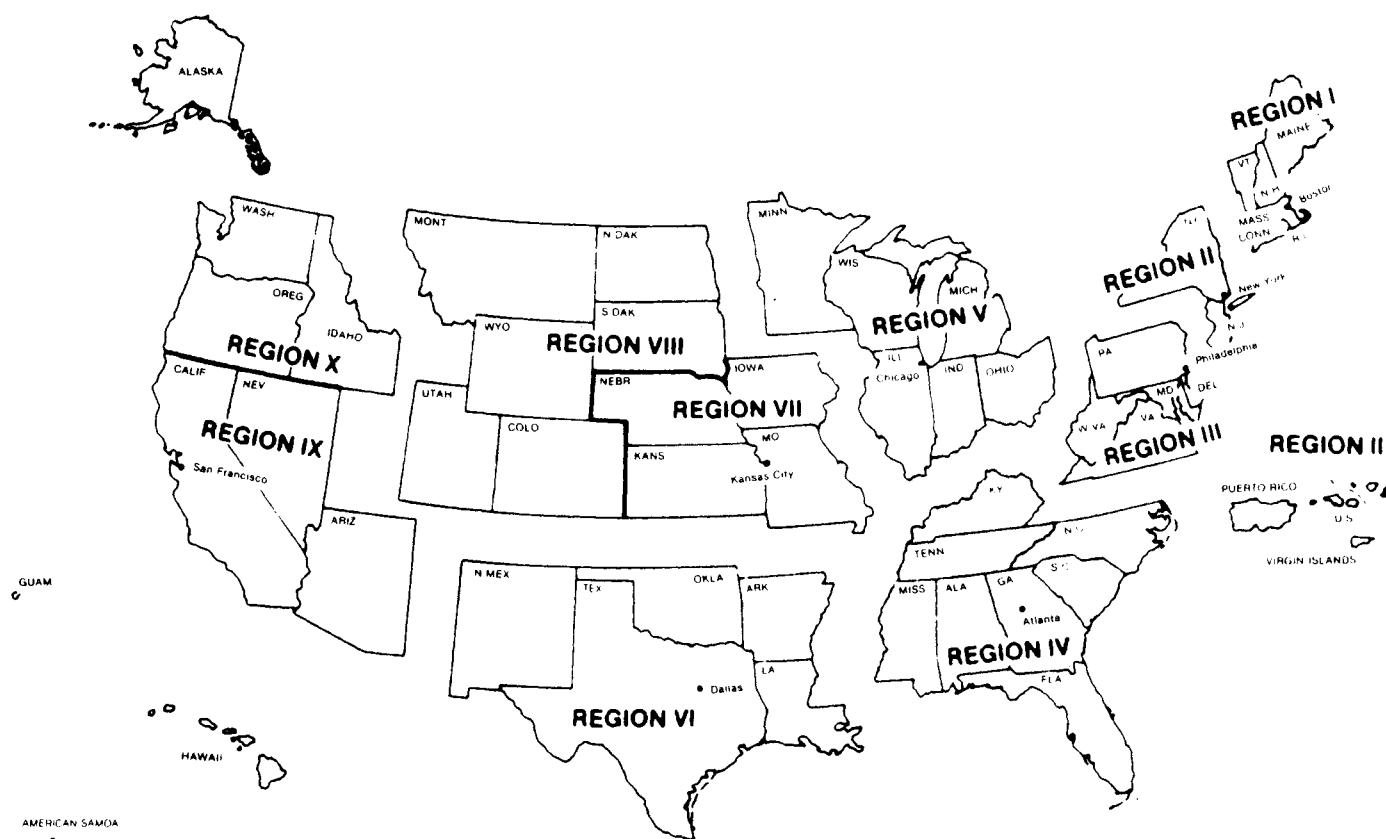 ALASKA
REGION I
MAINE
VT
N.H
Boston
MASS
CONN
R.I.
WASH
MONT
N DAK
MINN
WIS
MICH
N.Y.
REGION II
New York
N.J.
OREG
IDAHO
REGION X
WYO
S DAK
REGION VIII
REGION V
ILL
Chicago
IND
OHIO
PA
Philadelphia
MD
DEL
W VA
VA
REGION III
CALIF
NEV
REGION IX
San Francisco
UTAH
COLO
NEBR
IOWA
REGION VII
KANS
MO
Kansas City
ARIZ
KY
TENN
N.C.
S.C.
REGION II
PUERTO RICO
U.S.
VIRGIN ISLANDS
GUAM
N MEX
TEX
OKLA
ARK
MISS
ALA
GA
Atlanta
REGION IV
FLA
LA
Dallas
REGION VI
HAWAII
AMERICAN SAMOA